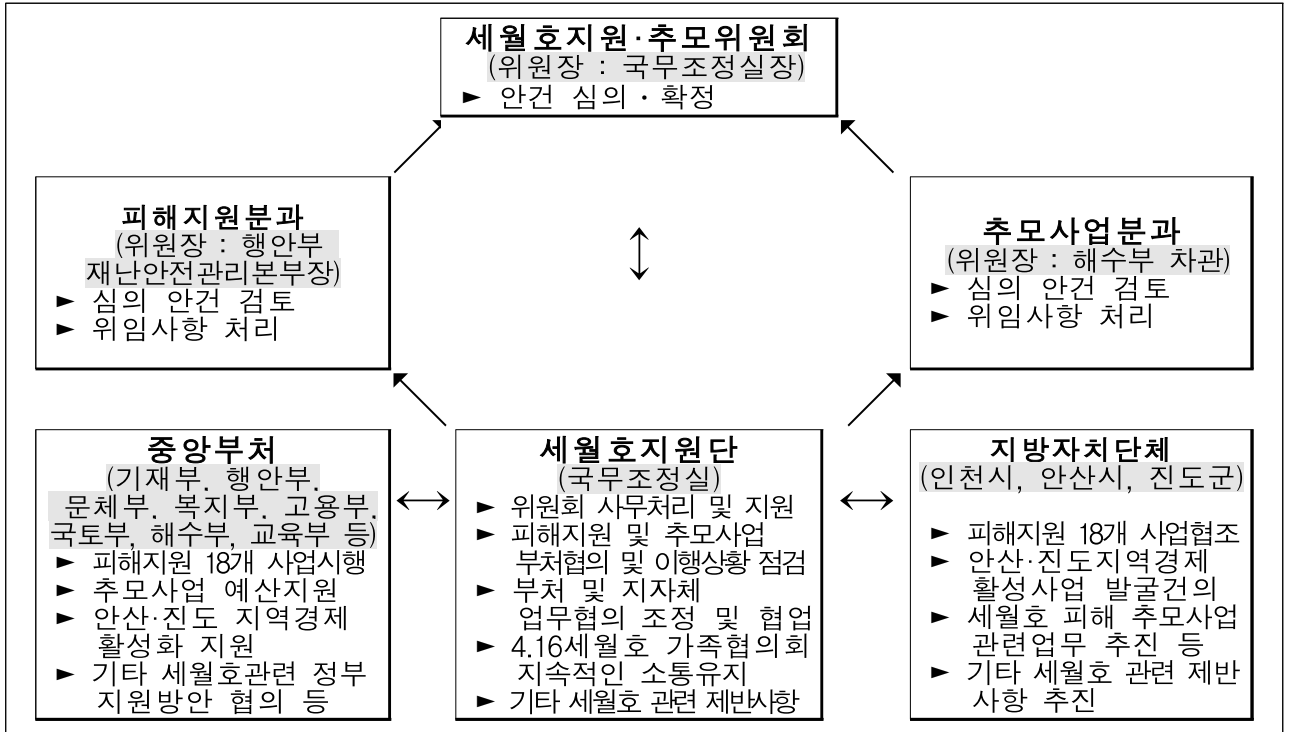 세월호지원·추모위원회
(위원장 : 국무조정실장)
► 안건 심의·확정
피해지원분과
(위원장 : 행안부
재난안전관리본부장)
► 심의 안건 검토
► 위임사항 처리
추모사업분과
(위원장 : 해수부 차관)
► 심의 안건 검토
► 위임사항 처리
중앙부처
(기재부, 행안부,
문체부, 복지부, 고용부,
국토부, 해수부, 교육부 등)
► 피해지원 18개 사업시행
► 추모사업 예산지원
► 안산·진도 지역경제
활성화 지원
► 기타 세월호관련 정부
지원방안 협의 등
세월호지원단
(국무조정실)
► 위원회 사무처리 및 지원
► 피해지원 및 추모사업
부처협의 및 이행상황 점검
► 부처 및 지자체
업무협의 조정 및 협업
► 4.16세월호 가족협의회
지속적인 소통유지
► 기타 세월호 관련 제반사항
지방자치단체
(인천시, 안산시, 진도군)
► 피해지원 18개 사업협조
► 안산·진도지역경제
활성사업 발굴건의
► 세월호 피해 추모사업
관련업무 추진 등
► 기타 세월호 관련 제반
사항 추진